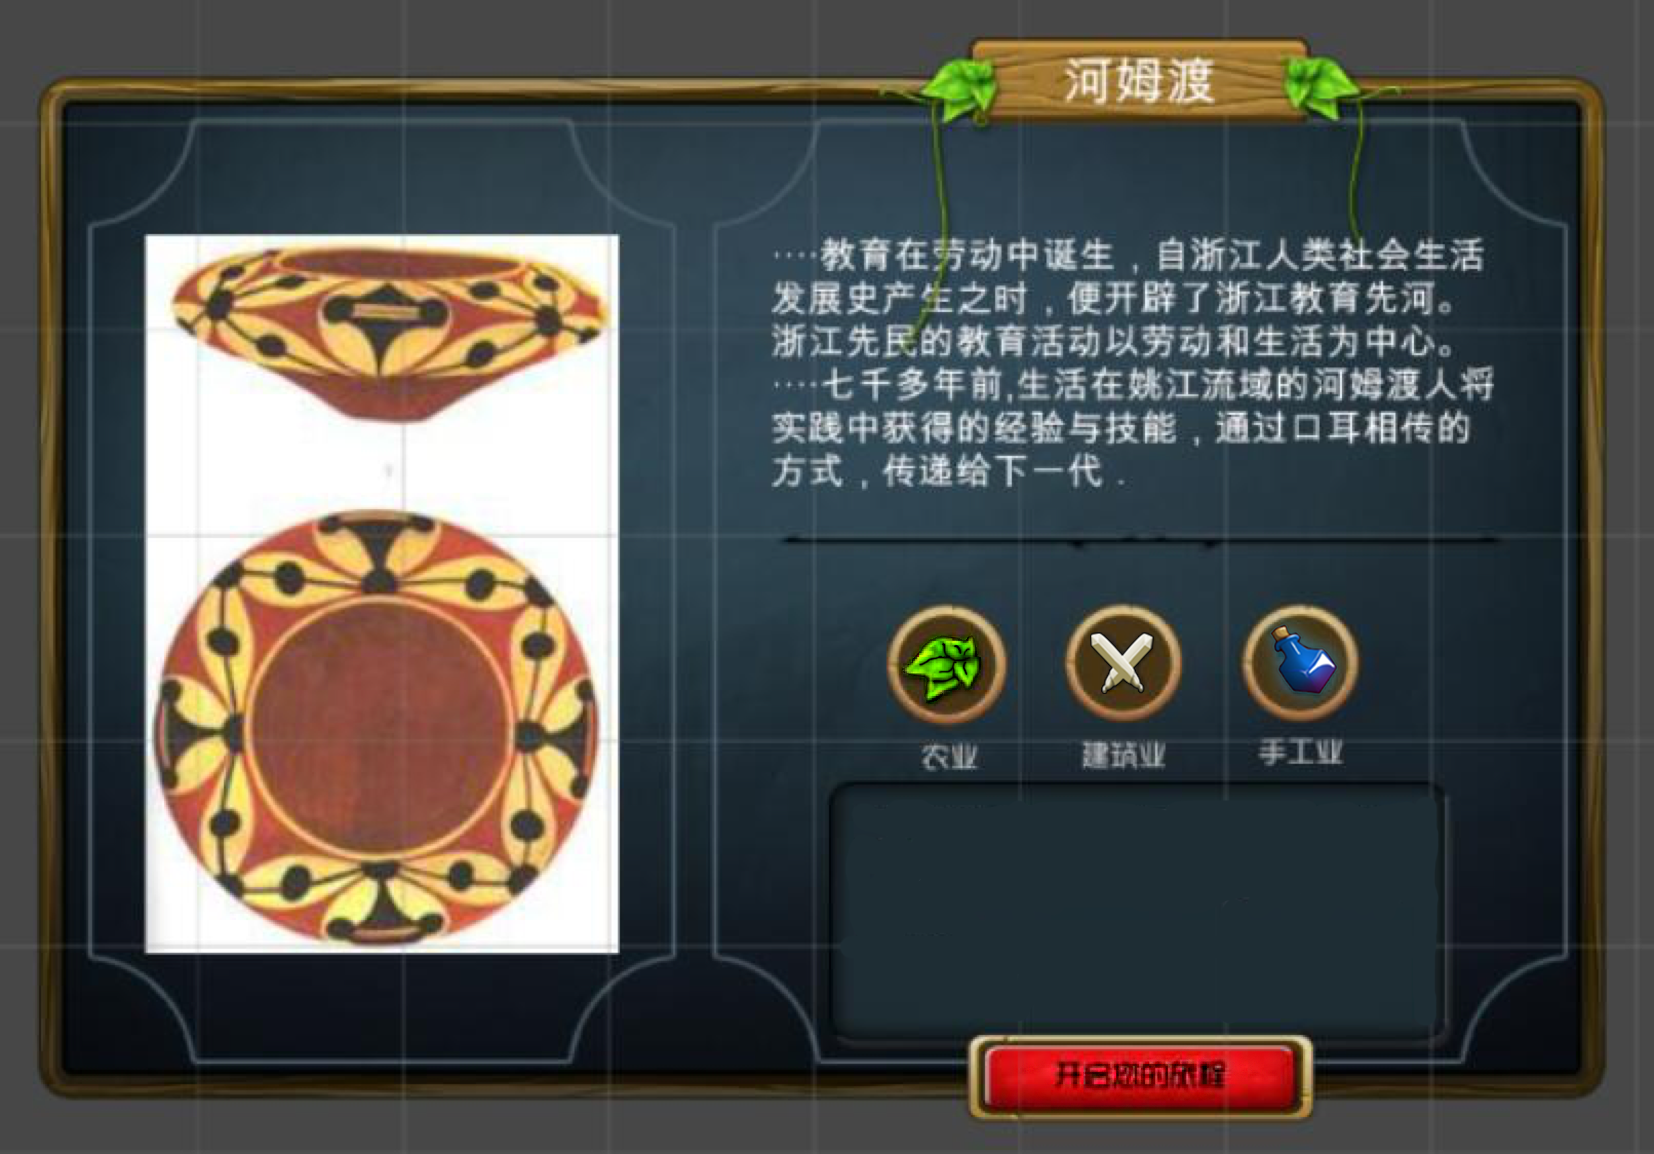 河姆渡
····教育在劳动中诞生，自浙江人类社会生活
发展史产生之时，便开辟了浙江教育先河。
浙江先民的教育活动以劳动和生活为中心。
····七千多年前,生活在姚江流域的河姆渡人将
实践中获得的经验与技能，通过口耳相传的
方式，传递给下一代．
农业
建筑业
手工业
开启您的旅程